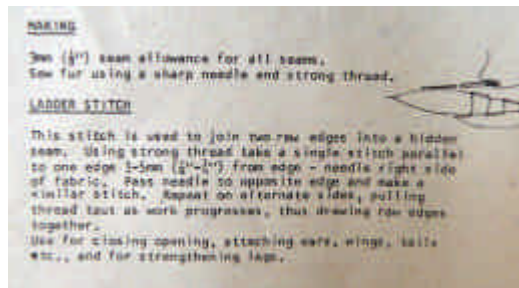 MAKING
3mm (⅛") seam allowance for all seams.
Sew fur using a sharp needle and strong thread.
LADDER STITCH
This stitch is used to join two raw edges into a hidden
seam. Using strong thread take a single stitch parallel
to one edge from edge - needle right side
of fabric. Pass needle to opposite edge and make a
similar stitch. Repeat on alternate sides, pulling
thread taut as work progresses, thus drawing raw edges
together.
Use for closing opening, attaching ears, wings, tails
etc., and for strengthening legs.